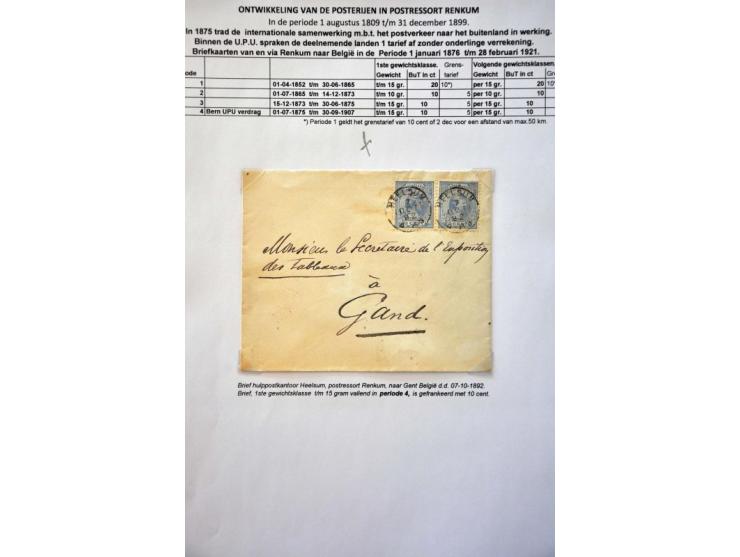 ONTWIKKELING VAN DE POSTERIJEN IN POSTRESSORT RENKUM
In de periode 1 augustus 1809 t/m 31 december 1899.
In 1875 trad de internationale samenwerking m.b.t. het postverkeer naar het buitenland in werking.
Binnen de U.P.U. spraken de deelnemende landen 1 tarief af zonder onderlinge verrekening.
Briefkaarten van en via Renkum naar België in de Periode 1 januari 1876 t/m 28 februari 1921.
1ste gewichtsklasse. Grens- Volgende gewichtsklassen.
ode Gewicht BuT in ct tarief Gewicht BuT in ct Gr
1 01-04-1852 t/m 30-06-1865 t/m 15 gr. 20 10*) per 15 gr. 20 10*
2 01-07-1865 t/m 14-12-1873 t/m 10 gr. 10 5 per 10 gr. 10
3 15-12-1873 t/m 30-06-1875 t/m 15 gr. 10 5 per 15 gr. 10
4 Bern UPU verdrag 01-07-1875 t/m 30-09-1907 t/m 15 gr. 10 5 per 15 gr. 10
*) Periode 1 geldt het grenstarief van 10 cent of 2 dec voor een afstand van max.50 km.
HEELSUM HEELSUM
Monsieur le Secretaire de l'Exposition
des Tableaux
à
Gand.
Brief hulppostkantoor Heelsum, postressort Renkum, naar Gent België d.d. 07-10-1892.
Brief, 1ste gewichtsklasse t/m 15 gram vallend in periode 4, is gefrankeerd met 10 cent.